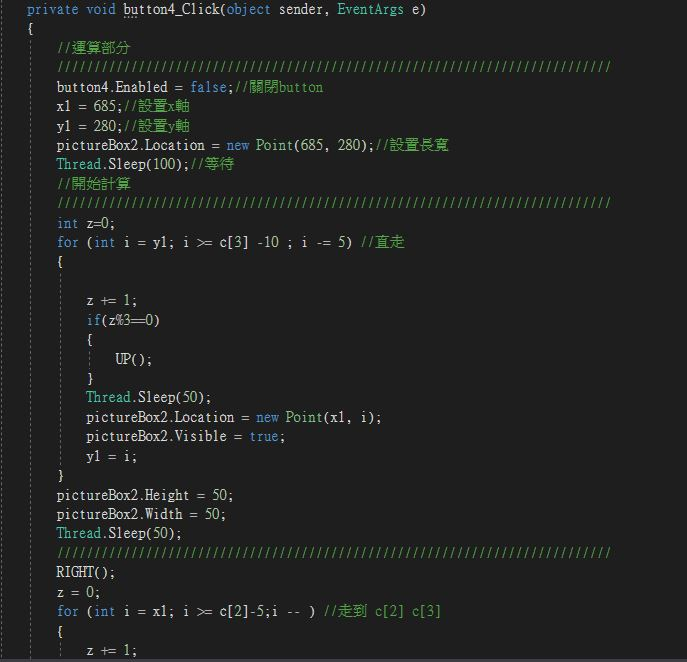 private void button4_Click(object sender, EventArgs e)
{
//運算部分
///////////////////////////////////////////////////////////////////////////
button4.Enabled = false;//關閉button
x1 = 685;//設置x軸
y1 = 280;//設置y軸
pictureBox2.Location = new Point(685, 280);//設置長寬
Thread.Sleep(100);//等待
//開始計算
///////////////////////////////////////////////////////////////////////////
int z=0;
for (int i = y1; i >= c[3] -10 ; i -= 5) //直走
{
z += 1;
if(z%3==0)
{
UP();
}
Thread.Sleep(50);
pictureBox2.Location = new Point(x1, i);
pictureBox2.Visible = true;
y1 = i;
}
pictureBox2.Height = 50;
pictureBox2.Width = 50;
Thread.Sleep(50);
///////////////////////////////////////////////////////////////////////////
RIGHT();
z = 0;
for (int i = x1; i >= c[2]-5;i -- ) //走到 c[2] c[3]
{
z += 1;